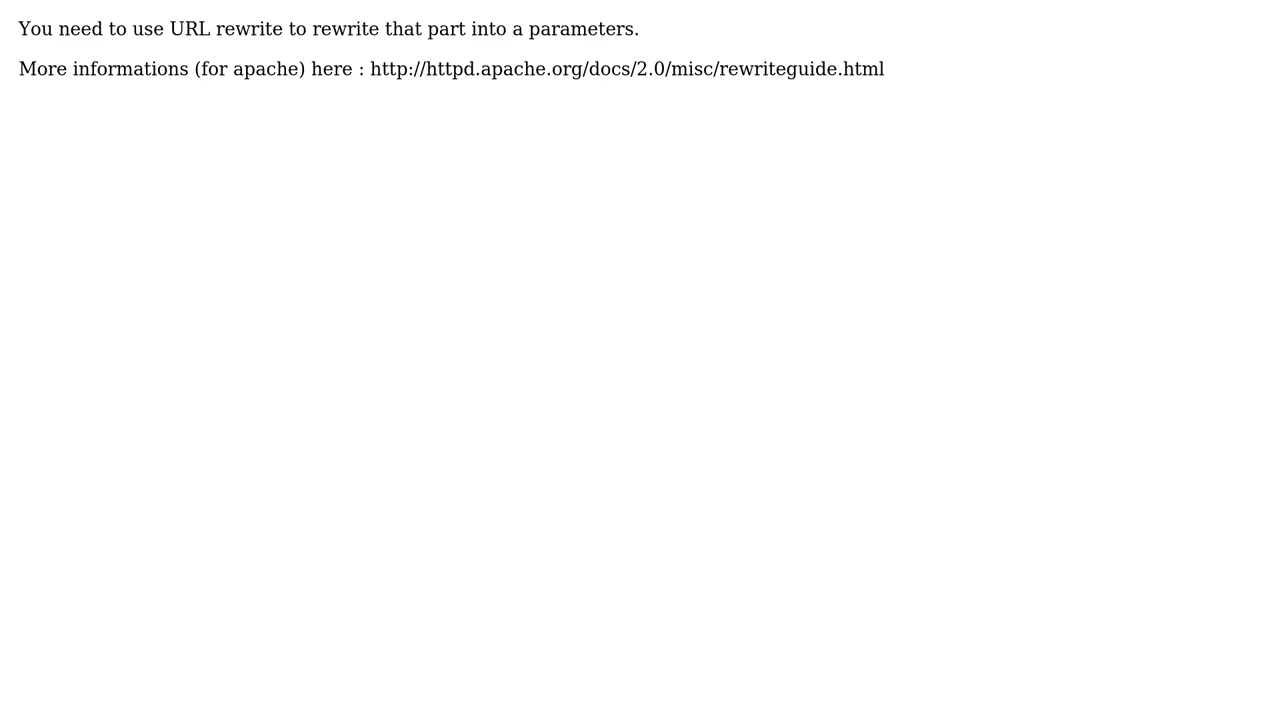 You need to use URL rewrite to rewrite that part into a parameters.
More informations (for apache) here : http://httpd.apache.org/docs/2.0/misc/rewriteguide.html